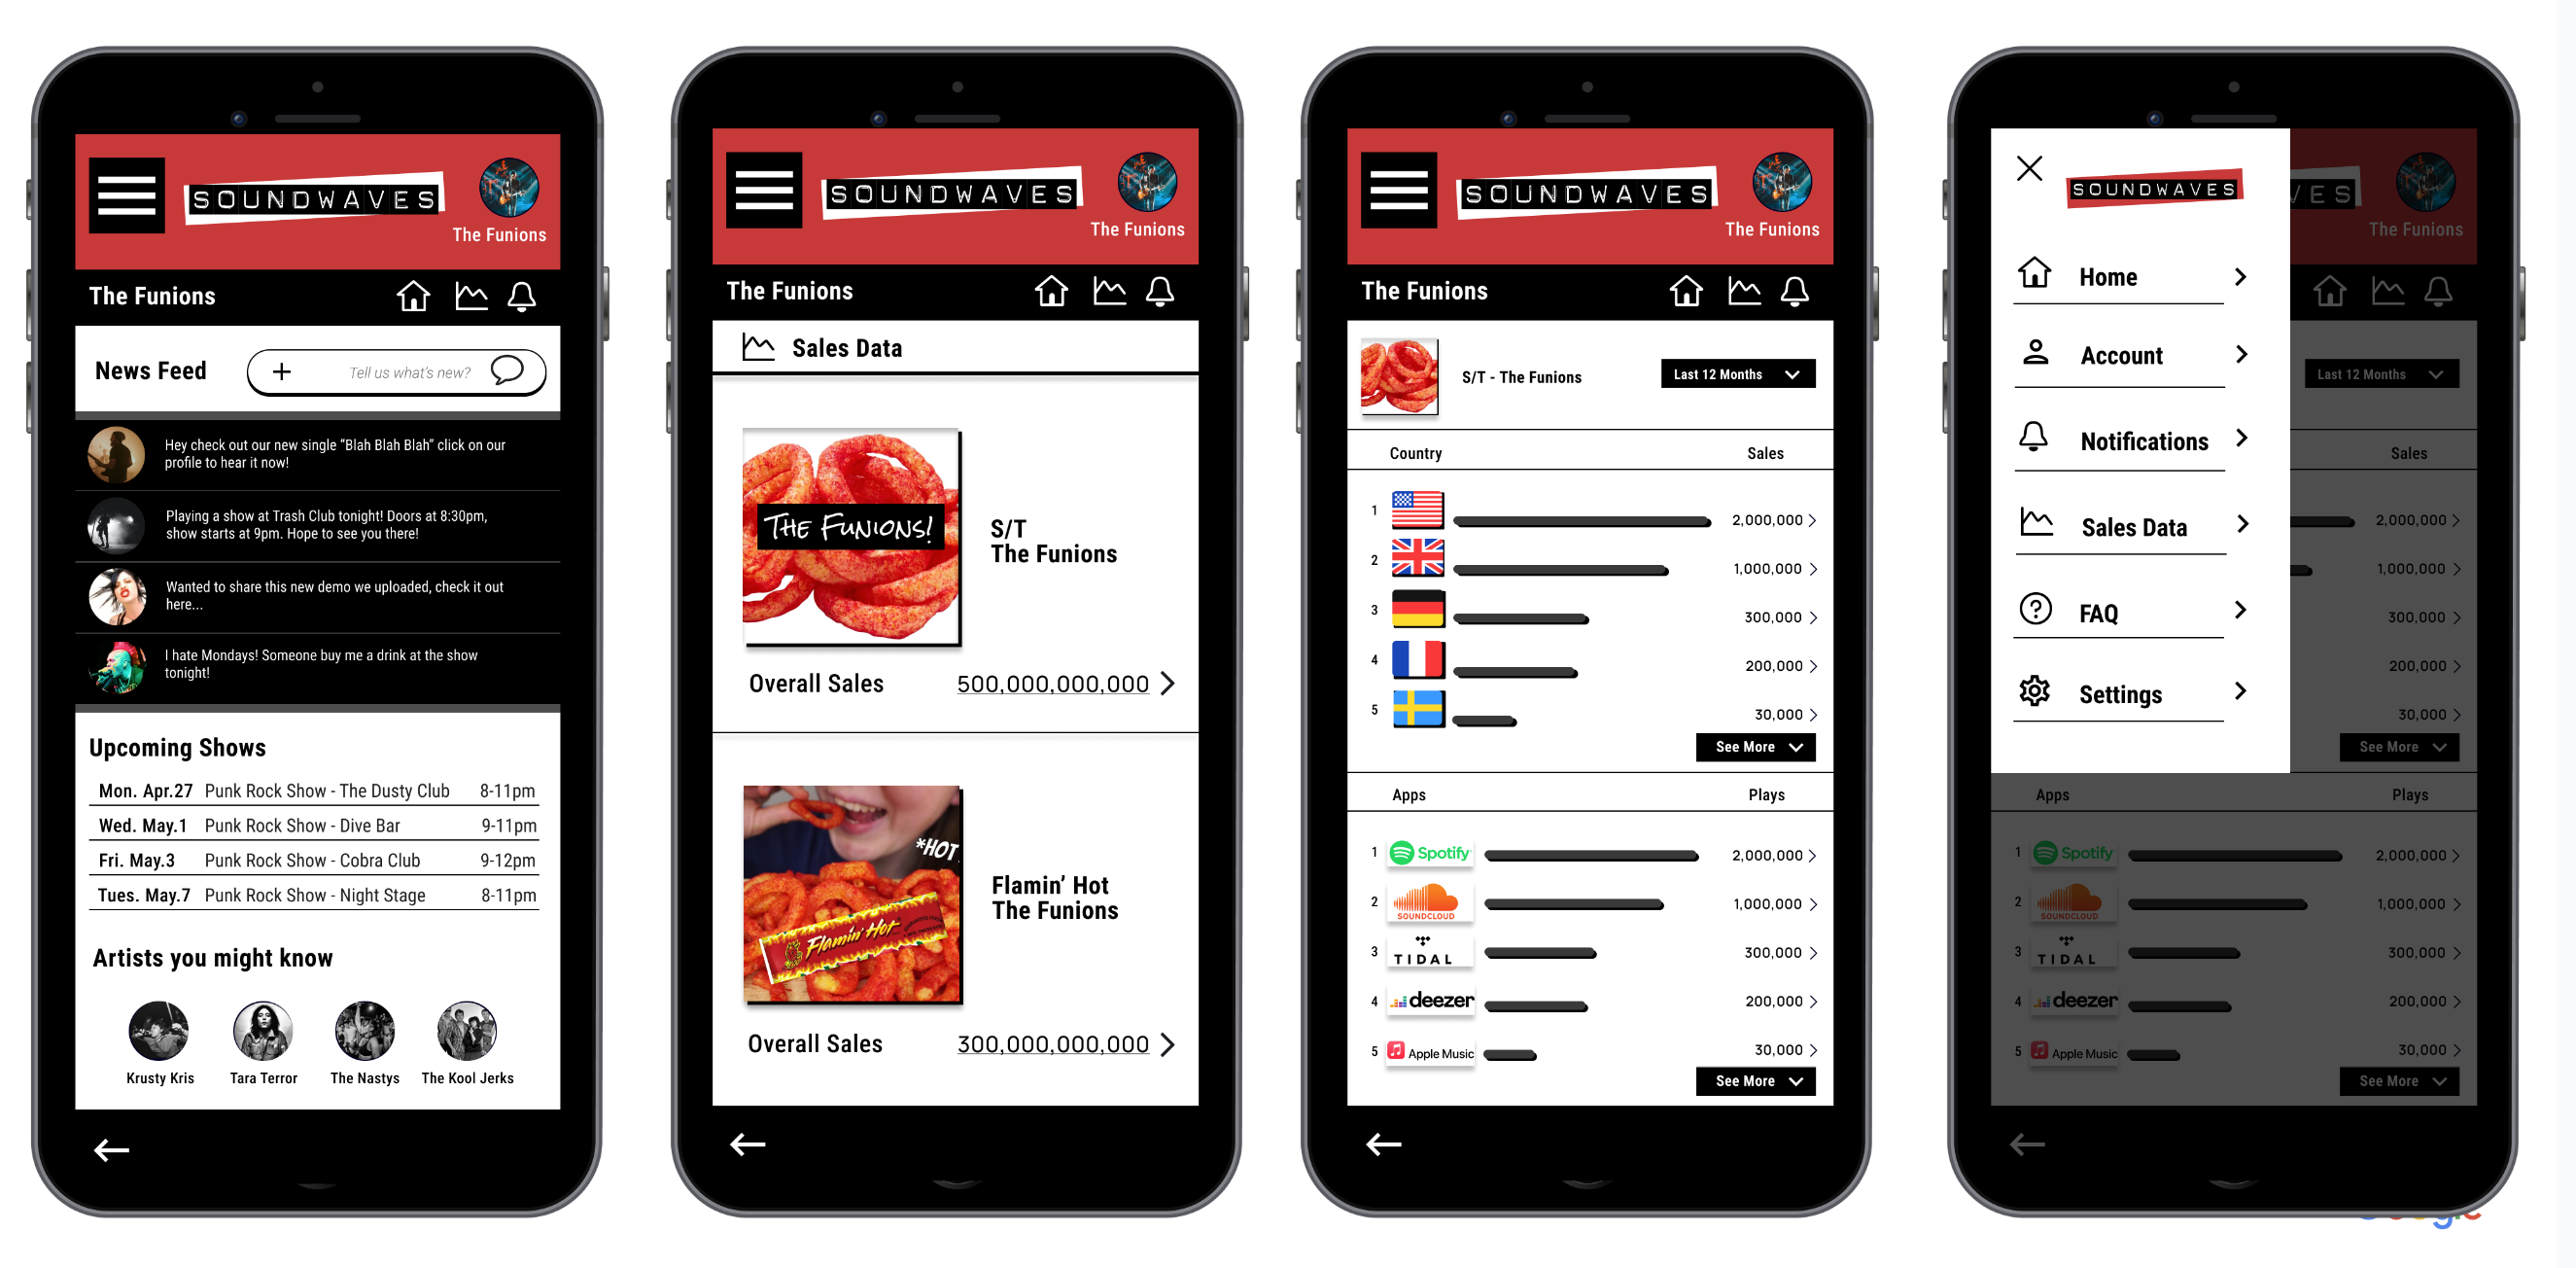 SOUNDWAVES
The Funions
The Funions
News Feed
+ Tell us what's new?
Hey check out our new single “Blah Blah Blah” click on our
profile to hear it now!
Playing a show at Trash Club tonight! Doors at 8:30pm,
show starts at 9pm. Hope to see you there!
Wanted to share this new demo we uploaded, check it out
here...
I hate Mondays! Someone buy me a drink at the show
tonight!
Upcoming Shows
Mon. Apr.27 Punk Rock Show - The Dusty Club 8-11pm
Wed. May.1 Punk Rock Show - Dive Bar 9-11pm
Fri. May.3 Punk Rock Show - Cobra Club 9-12pm
Tues. May.7 Punk Rock Show - Night Stage 8-11pm
Artists you might know
Krusty Kris Tara Terror The Nastys The Kool Jerks
SOUNDWAVES
The Funions
The Funions
Sales Data
THE FUNIONS!
S/T
The Funions
Overall Sales 500,000,000,000
*HOT
Flamin' Hot
Flamin’ Hot
The Funions
Overall Sales 300,000,000,000
SOUNDWAVES
The Funions
The Funions
S/T - The Funions Last 12 Months
Country Sales
1 2,000,000
2 1,000,000
3 300,000
4 200,000
5 30,000
See More
Apps Plays
1 Spotify 2,000,000
2 SOUNDCLOUD 1,000,000
3 TIDAL 300,000
4 deezer 200,000
5 Apple Music 30,000
See More
SOUNDWAVES
Home
Account
Notifications
Sales Data
FAQ
Settings
VES
The Funions
Last 12 Months
Sales
2,000,000
1,000,000
300,000
200,000
30,000
See More
Apps Plays
1 Spotify 2,000,000
2 SOUNDCLOUD 1,000,000
3 TIDAL 300,000
4 deezer 200,000
5 Apple Music 30,000
See More